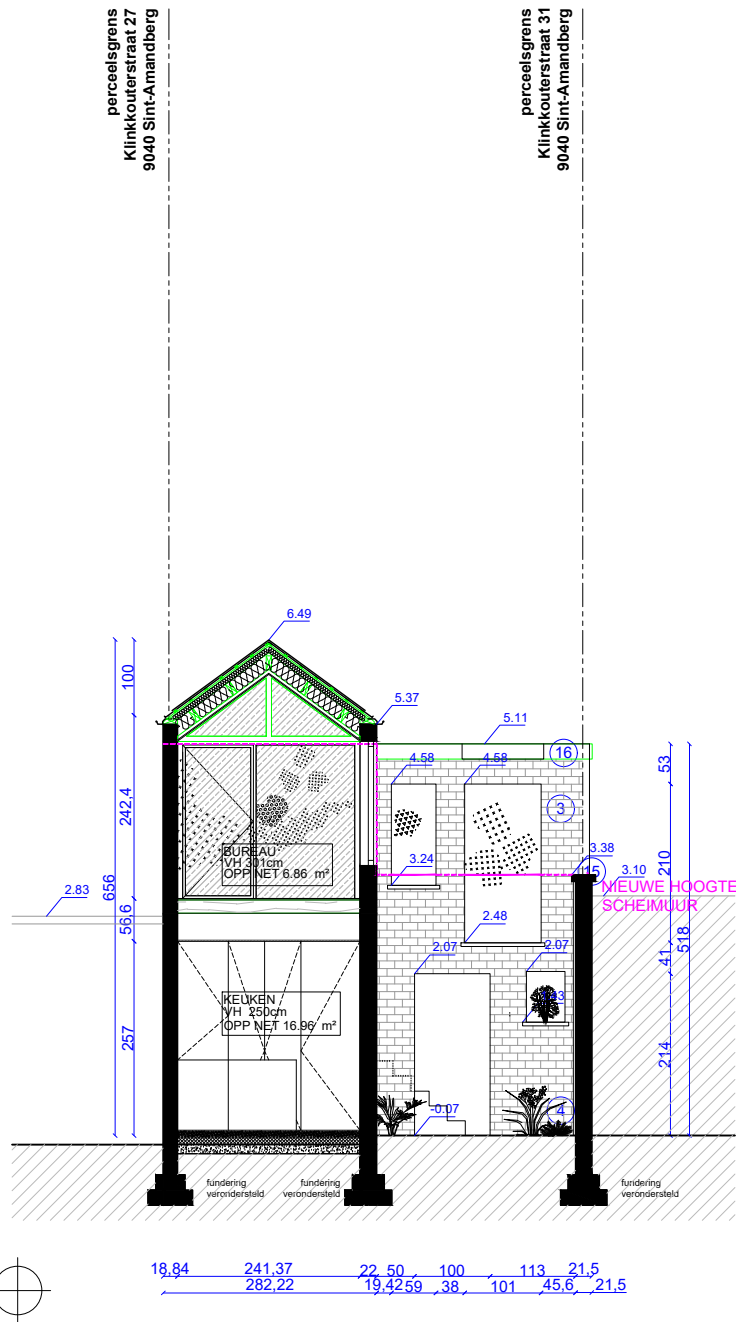 perceelsgrens
Klinkkouterstraat 27
9040 Sint-Amandberg
perceelsgrens
Klinkkouterstraat 31
9040 Sint-Amandberg
6.49
5.37
5.11
16
4.58
4.58
3
3.38
15
3.10
NIEUWE HOOGTE
SCHEIMUUR
3.24
2.48
2.07
2.07
-0.07
4
2.83
100
242,4
656
56,6
257
53
210
518
41
214
BUREAU
VH 301cm
OPP NET 6.86 m²
KEUKEN
VH 250cm
OPP NET 16.96 m²
fundering
verondersteld
fundering
verondersteld
fundering
verondersteld
18,84 241,37 22 50 100 113 21,5
282,22 19,42 59 38 101 45,6 21,5